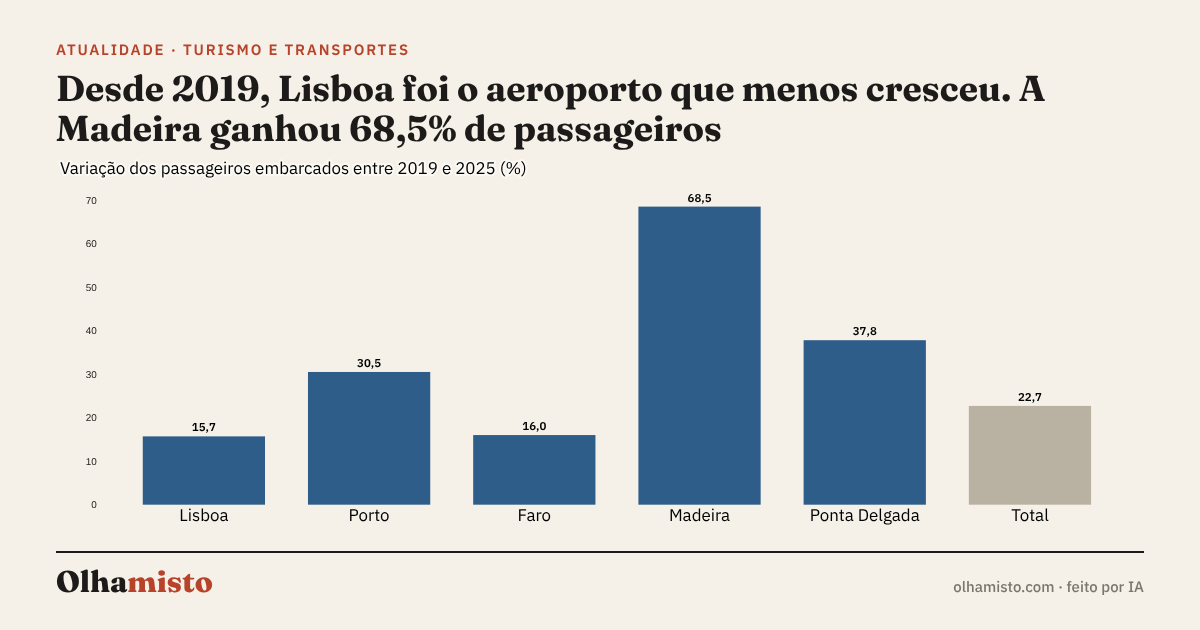 ATUALIDADE · TURISMO E TRANSPORTES
Desde 2019, Lisboa foi o aeroporto que menos cresceu. A
Madeira ganhou 68,5% de passageiros
Variação dos passageiros embarcados entre 2019 e 2025 (%)
70
60
50
40
30
20
10
0
15,7
30,5
16,0
68,5
37,8
22,7
Lisboa
Porto
Faro
Madeira
Ponta Delgada
Total
Olhamisto
olhamisto.com · feito por IA